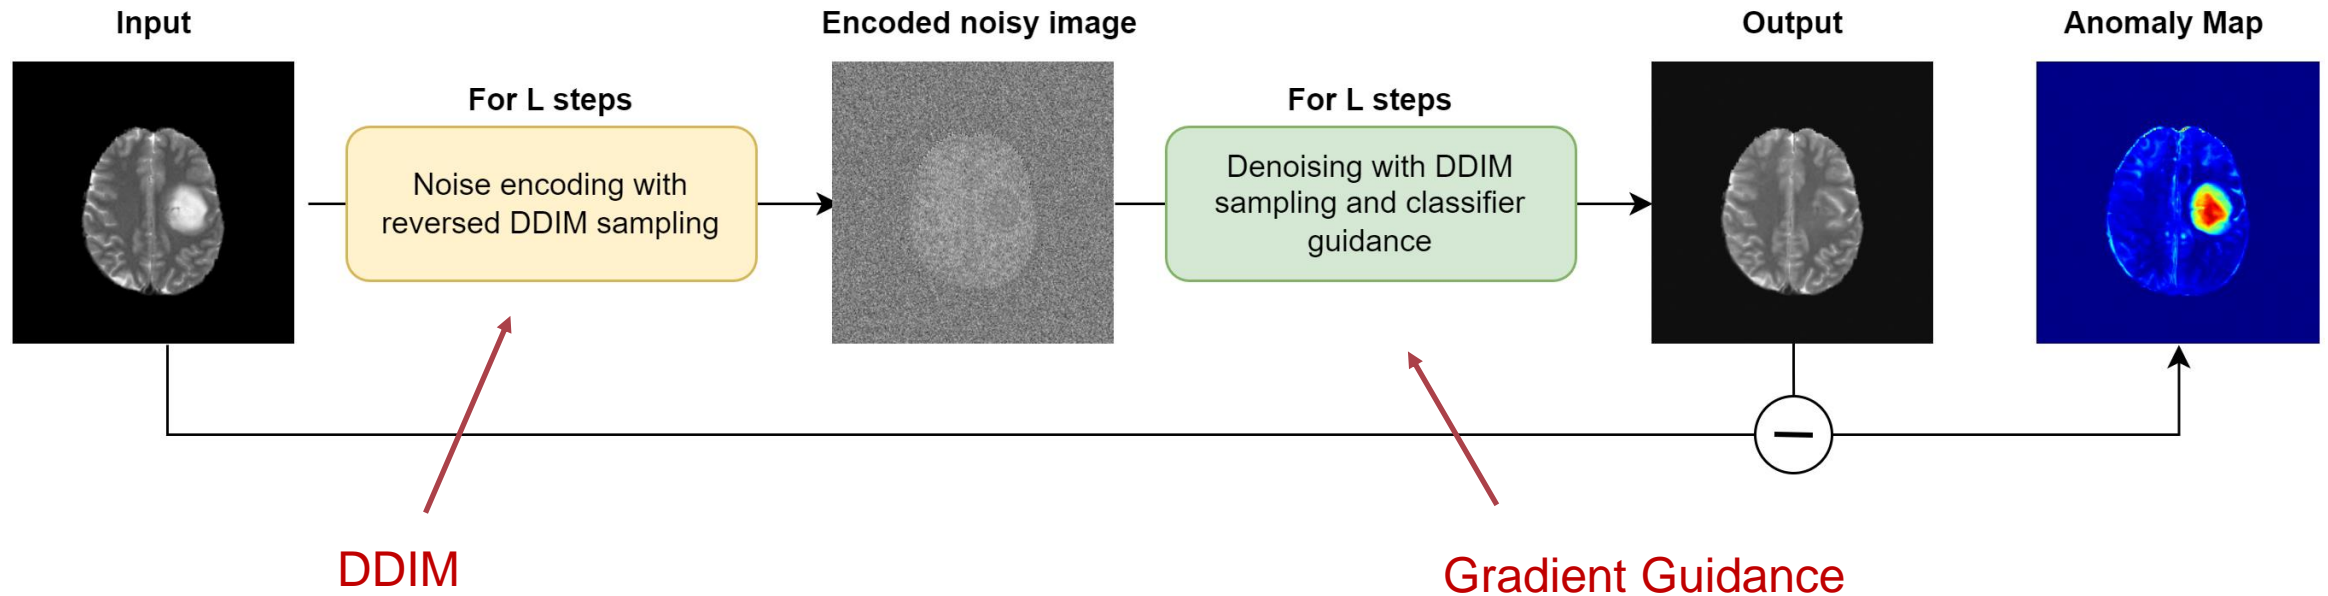 Input
Encoded noisy image
Output
Anomaly Map
For L steps
For L steps
Noise encoding with
reversed DDIM sampling
Denoising with DDIM
sampling and classifier
guidance
DDIM
Gradient Guidance